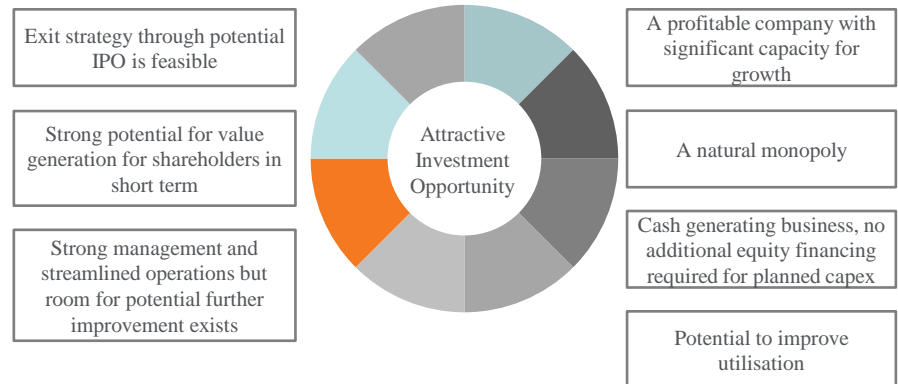 Exit strategy through potential
IPO is feasible
Strong potential for value
generation for shareholders in
short term
Strong management and
streamlined operations but
room for potential further
improvement exists
Attractive
Investment
Opportunity
A profitable company with
significant capacity for
growth
A natural monopoly
Cash generating business, no
additional equity financing
required for planned capex
Potential to improve
utilisation